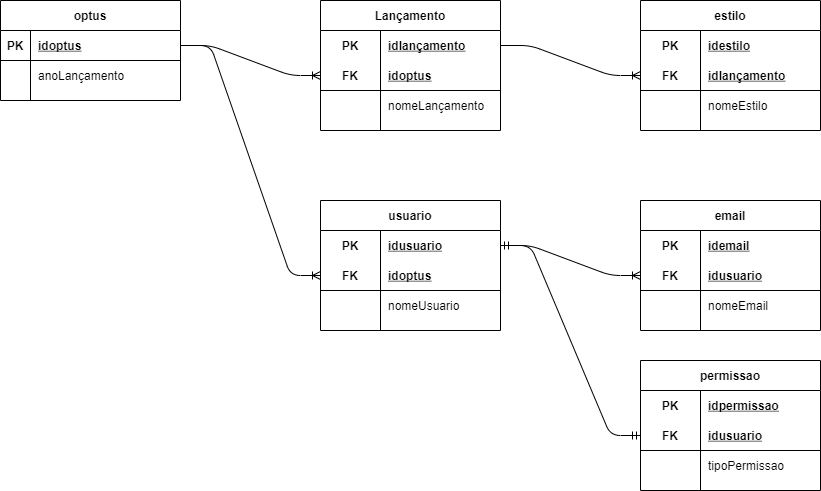 optus
PK idoptus
anoLançamento
Lançamento
PK idlançamento
FK idoptus
nomeLançamento
estilo
PK idestilo
FK idlançamento
nomeEstilo
usuario
PK idusuario
FK idoptus
nomeUsuario
email
PK idemail
FK idusuario
nomeEmail
permissao
PK idpermissao
FK idusuario
tipoPermissao